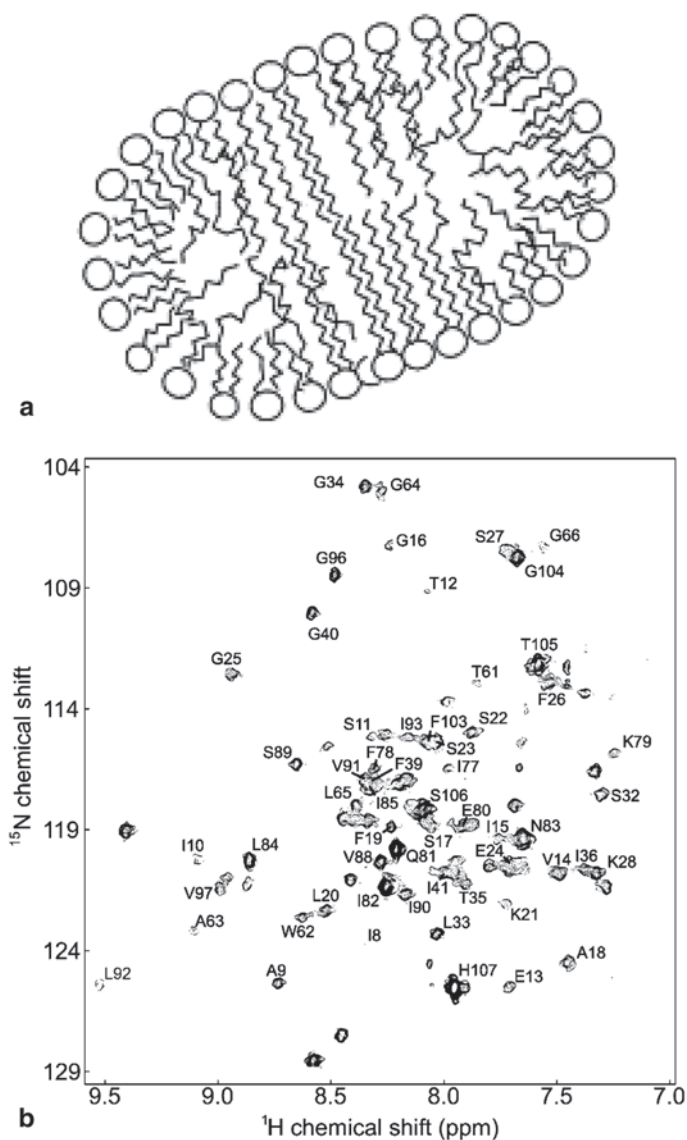 a
104
G34 G64
G16 S27 G66
G96
G104
109
T12
G40
T105
G25
T61
F26
114
S11 I93 F103 S22
F78 S23 K79
S89
V91 F39 I77
S32
L65 I85 S106
119
F19 S17 E80 I15 N83
I10 L84
V88 Q81 E24 V14 I36 K28
V97 I41
L20 I82 I90 T35
K21
A63 W62
I8 L33
124
A18
L92 A9 H107 E13
129
9.5 9.0 8.5 8.0 7.5 7.0
15N chemical shift
1H chemical shift (ppm)
b